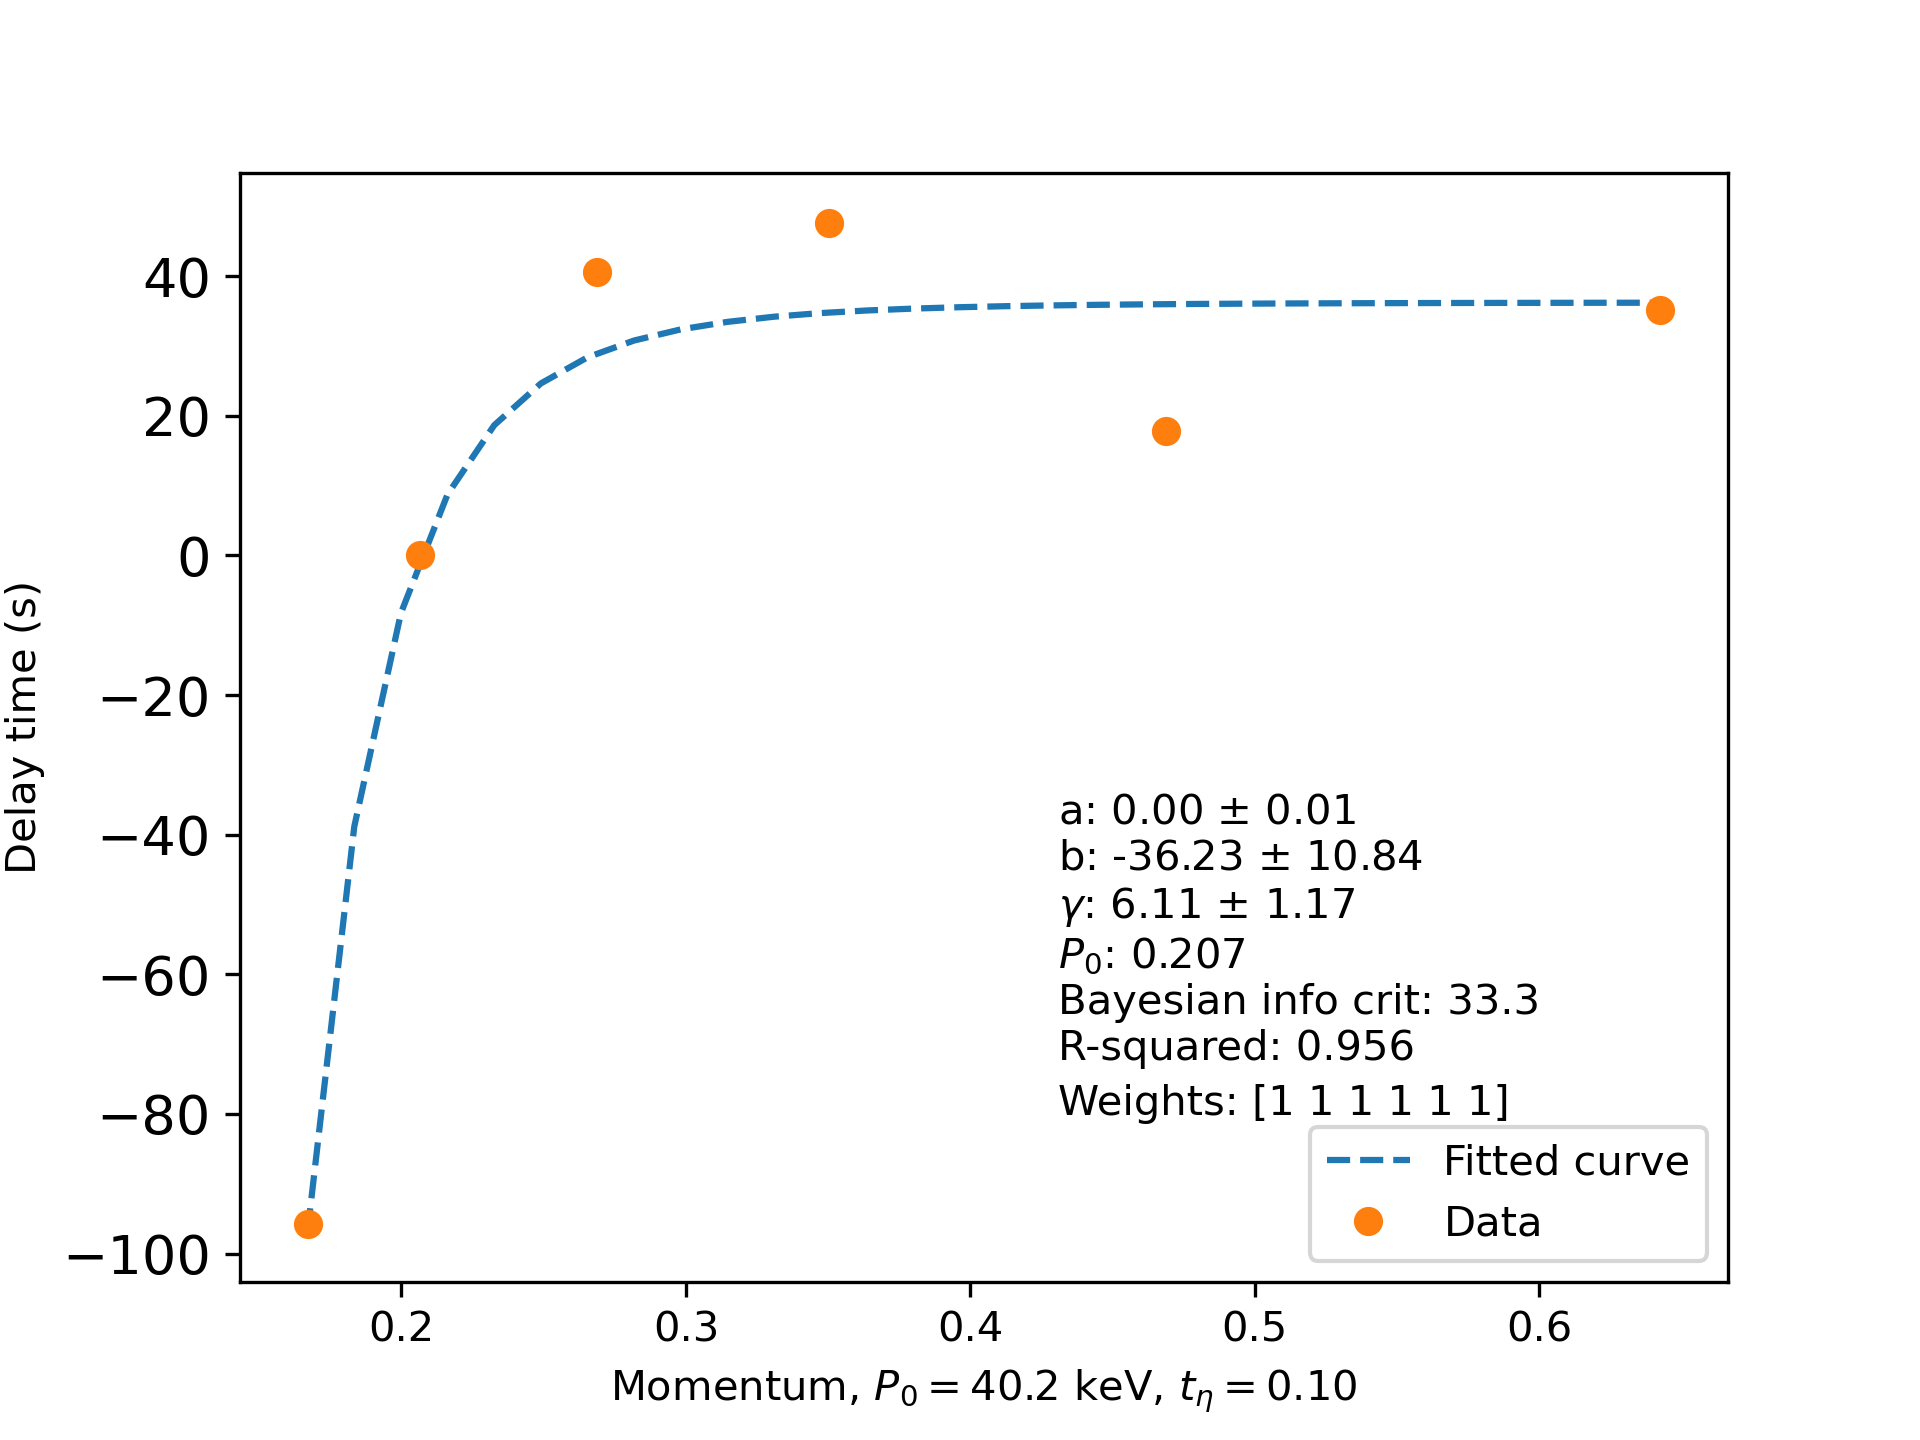 40
20
0
−20
−40
−60
−80
−100
Delay time (s)
a: 0.00 ± 0.01
b: -36.23 ± 10.84
γ: 6.11 ± 1.17
P₀: 0.207
Bayesian info crit: 33.3
R-squared: 0.956
Weights: [1 1 1 1 1 1]
Fitted curve
Data
0.2 0.3 0.4 0.5 0.6
Momentum, P₀ = 40.2 keV, tη = 0.10